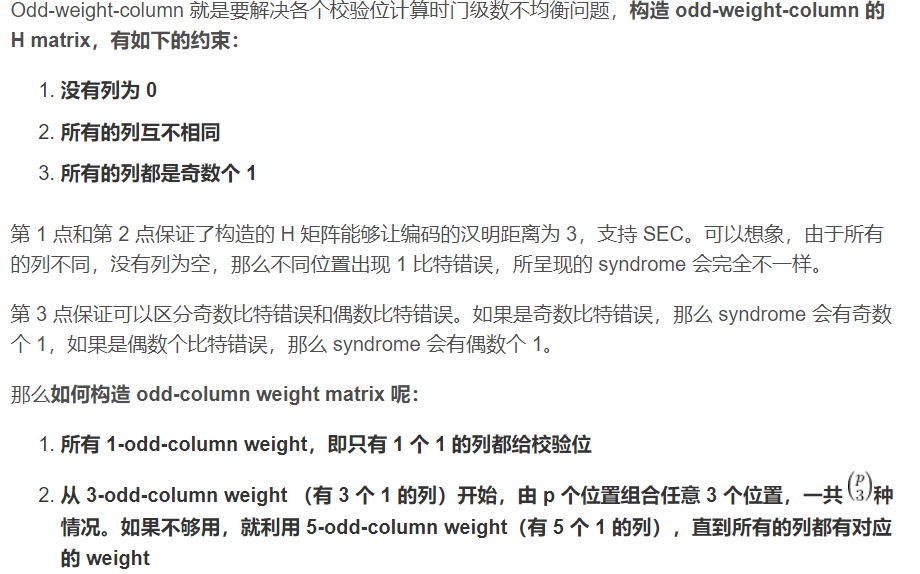 Odd-weight-column 就是要解决各个校验位计算时门级数不均衡问题，构造 odd-weight-column 的
H matrix，有如下的约束：
1. 没有列为 0
2. 所有的列互不相同
3. 所有的列都是奇数个 1
第 1 点和第 2 点保证了构造的 H 矩阵能够让编码的汉明距离为 3，支持 SEC。可以想象，由于所有
的列不同，没有列为空，那么不同位置出现 1 比特错误，所呈现的 syndrome 会完全不一样。
第 3 点保证可以区分奇数比特错误和偶数比特错误。如果是奇数比特错误，那么 syndrome 会有奇数
个 1，如果是偶数个比特错误，那么 syndrome 会有偶数个 1。
那么如何构造 odd-column weight matrix 呢：
1. 所有 1-odd-column weight，即只有 1 个 1 的列都给校验位
2. 从 3-odd-column weight （有 3 个 1 的列）开始，由 p 个位置组合任意 3 个位置，一共 (p 3) 种
情况。如果不够用，就利用 5-odd-column weight（有 5 个 1 的列），直到所有的列都有对应
的 weight